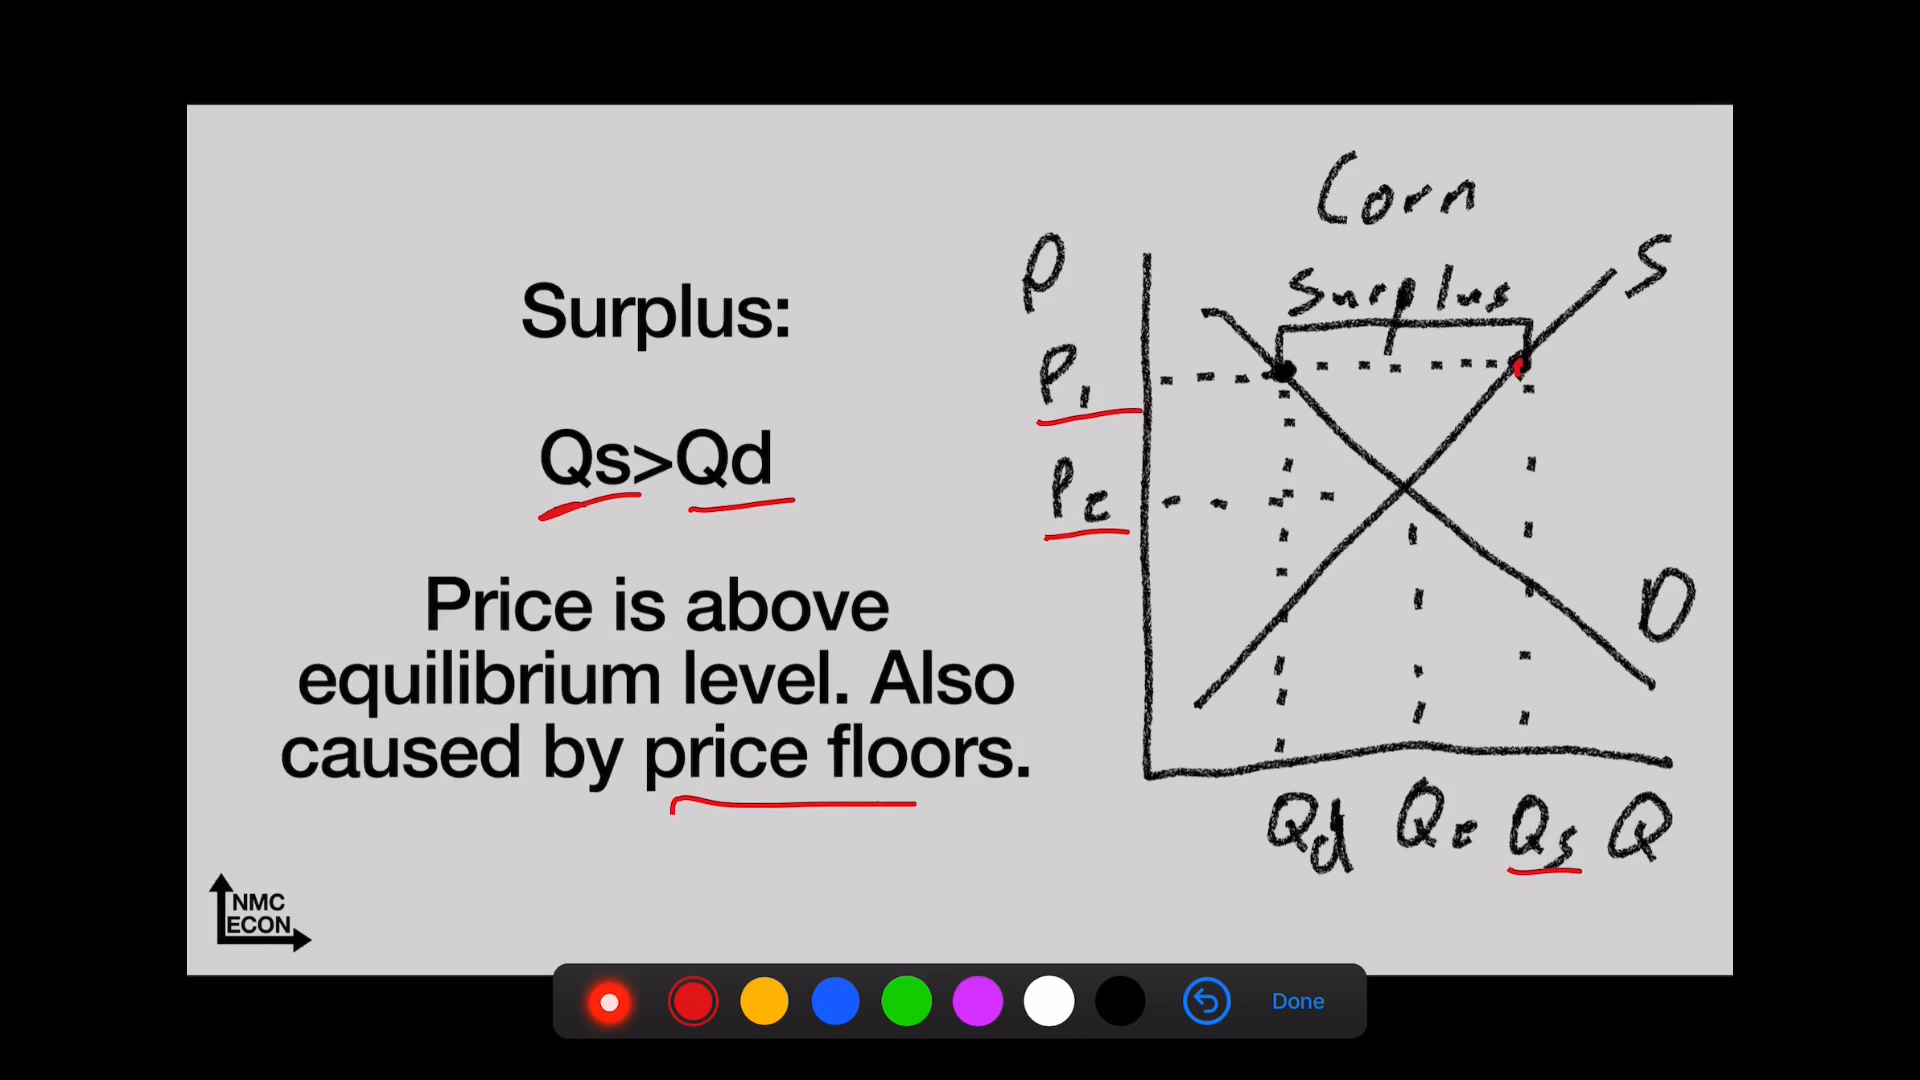 Surplus:
Qs>Qd
Price is above
equilibrium level. Also
caused by price floors.
NMC
ECON
Corn
P
Surplus
S
P1
Pe
D
Qd Qe Qs Q
Done